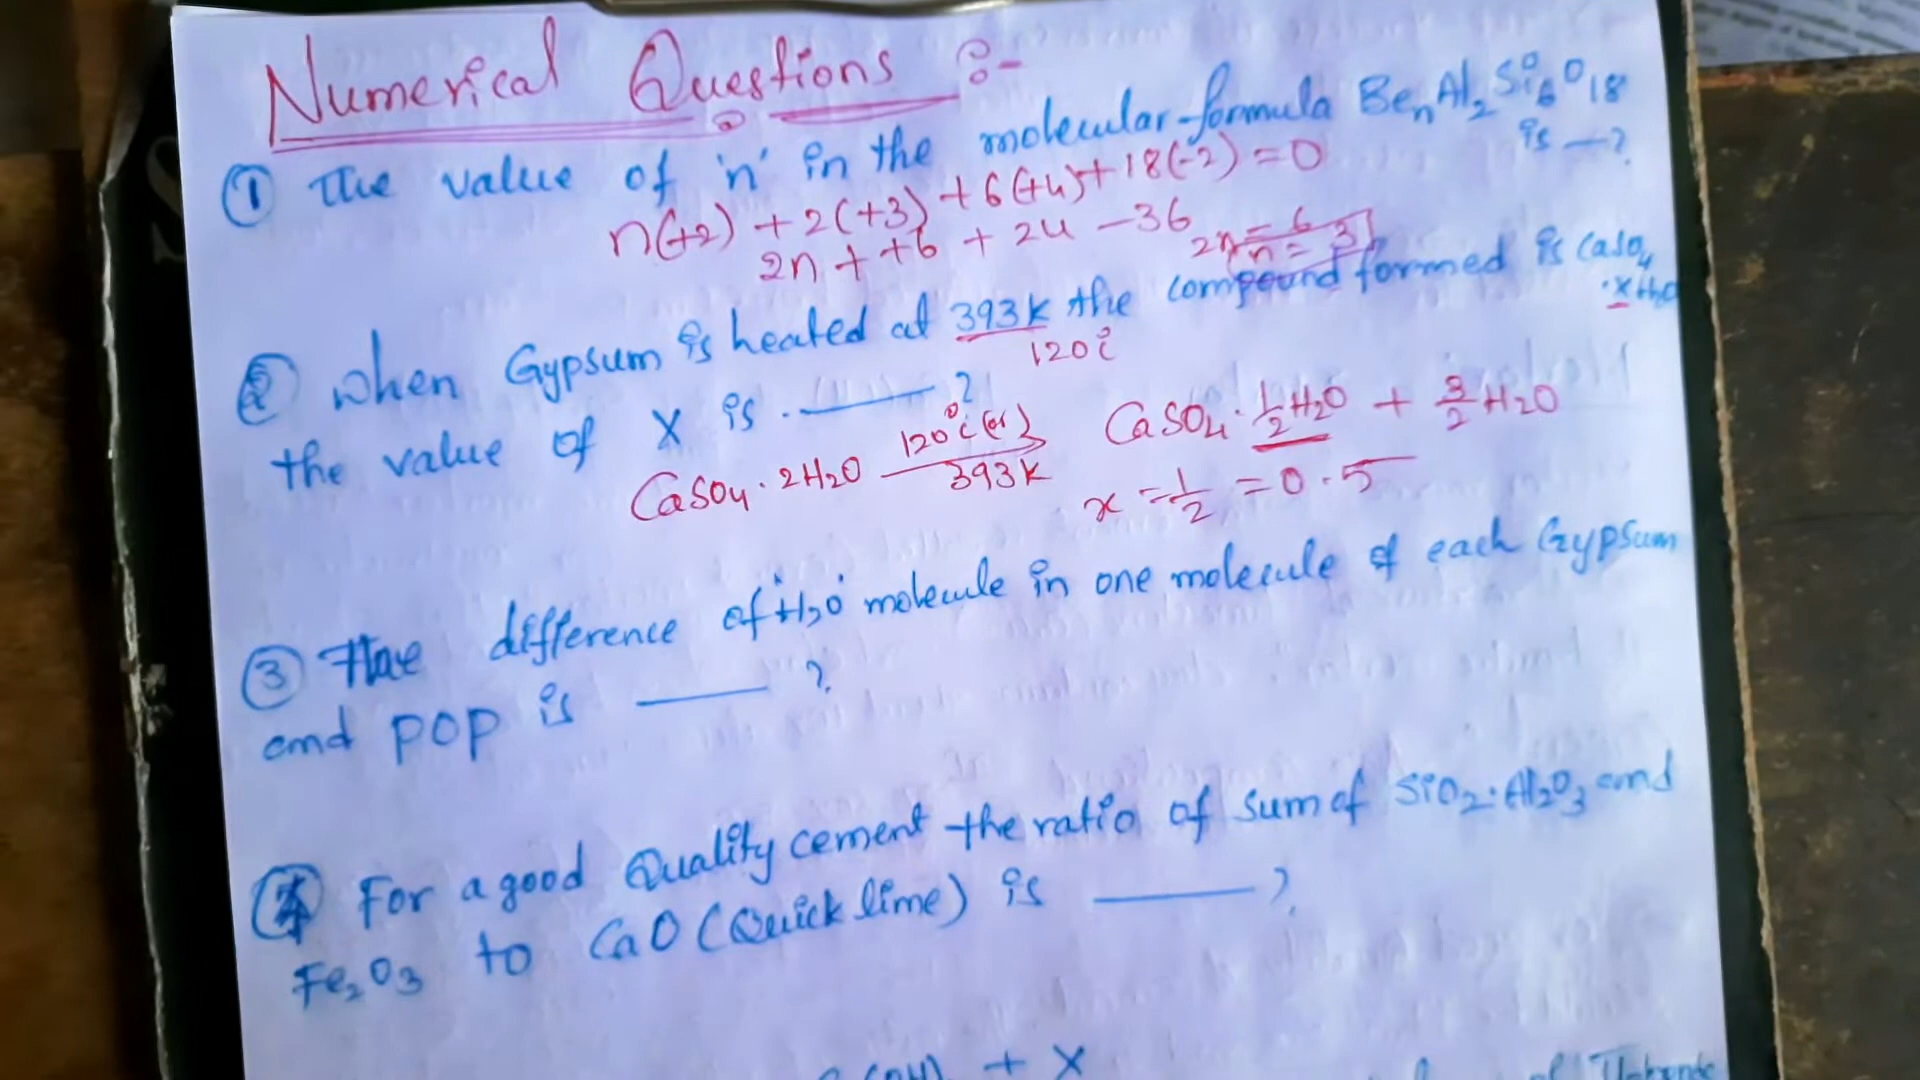 Numerical Questions :-
① The value of 'n' in the molecular formula BeₙAl₂Si₆O₁₈
is —?
n(+2) + 2(+3) + 6(+4) + 18(-2) = 0
2n + +6 + 24 - 36
2n = 6
n = 3
② when Gypsum is heated at 393K the compound formed is CaSO₄
·XH₂O
120°C
the value of X is ——?
CaSO₄·2H₂O 120°C (or) 393K CaSO₄·½H₂O + 3/2 H₂O
x = ½ = 0.5
③ The difference of 'H₂O' molecule in one molecule of each Gypsum
and POP is —— ?
④ For a good Quality cement the ratio of sum of SiO₂·Al₂O₃ and
Fe₂O₃ to CaO (Quick lime) is ——?
+ X